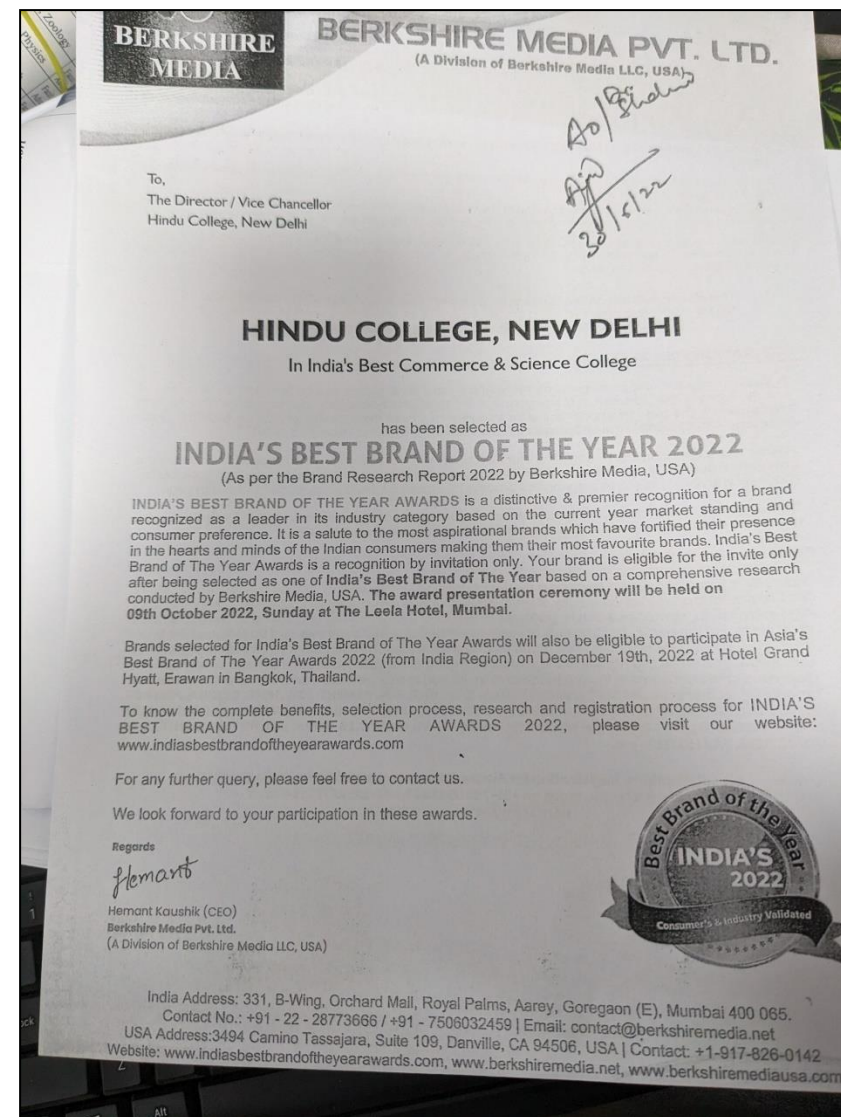 Zoology
Physics
BERKSHIRE
MEDIA
BERKSHIRE MEDIA PVT. LTD.
(A Division of Berkshire Media LLC, USA)
AO/
30/5/22
To,
The Director / Vice Chancellor
Hindu College, New Delhi
HINDU COLLEGE, NEW DELHI
In India's Best Commerce & Science College
has been selected as
INDIA'S BEST BRAND OF THE YEAR 2022
(As per the Brand Research Report 2022 by Berkshire Media, USA)
INDIA'S BEST BRAND OF THE YEAR AWARDS is a distinctive & premier recognition for a brand
recognized as a leader in its industry category based on the current year market standing and
consumer preference. It is a salute to the most aspirational brands which have fortified their presence
in the hearts and minds of the Indian consumers making them their most favourite brands. India's Best
Brand of The Year Awards is a recognition by invitation only. Your brand is eligible for the invite only
after being selected as one of India's Best Brand of The Year based on a comprehensive research
conducted by Berkshire Media, USA. The award presentation ceremony will be held on
09th October 2022, Sunday at The Leela Hotel, Mumbai.
Brands selected for India's Best Brand of The Year Awards will also be eligible to participate in Asia's
Best Brand of The Year Awards 2022 (from India Region) on December 19th, 2022 at Hotel Grand
Hyatt, Erawan in Bangkok, Thailand.
To know the complete benefits, selection process, research and registration process for INDIA'S
BEST BRAND OF THE YEAR AWARDS 2022, please visit our website:
www.indiasbestbrandoftheyearawards.com
For any further query, please feel free to contact us.
We look forward to your participation in these awards.
Regards
Hemant
Hemant Kaushik (CEO)
Berkshire Media Pvt. Ltd.
(A Division of Berkshire Media LLC, USA)
Best Brand of the Year
INDIA'S
2022
Consumer's & Industry Validated
India Address: 331, B-Wing, Orchard Mall, Royal Palms, Aarey, Goregaon (E), Mumbai 400 065.
Contact No.: +91 - 22 - 28773666 / +91 - 7506032459 | Email: contact@berkshiremedia.net
USA Address:3494 Camino Tassajara, Suite 109, Danville, CA 94506, USA | Contact: +1-917-826-0142
Website: www.indiasbestbrandoftheyearawards.com, www.berkshiremedia.net, www.berkshiremediausa.com
1
Alt